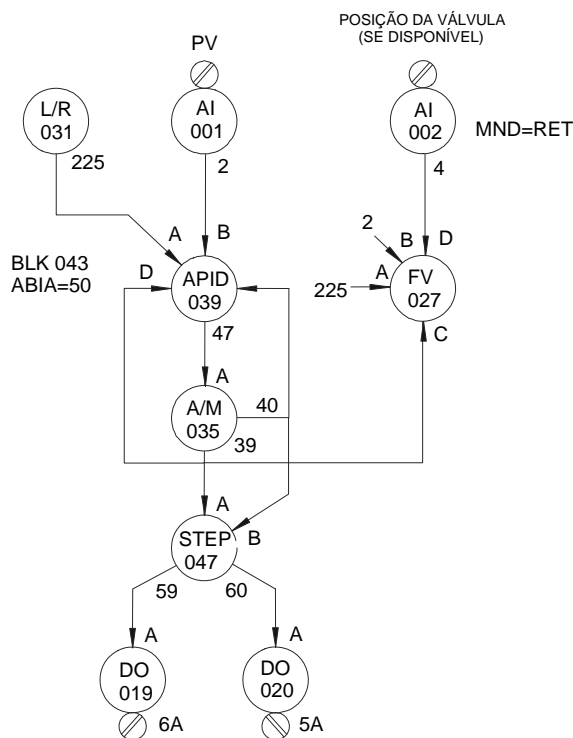 POSIÇÃO DA VÁLVULA
(SE DISPONÍVEL)
PV
L/R
031
AI
001
AI
002
MND=RET
225
2
4
A
B
2
B
D
BLK 043
ABIA=50
D
APID
039
225
A
FV
027
47
C
A
A/M
035
40
39
A
STEP
047
B
59
60
A
A
DO
019
DO
020
6A
5A